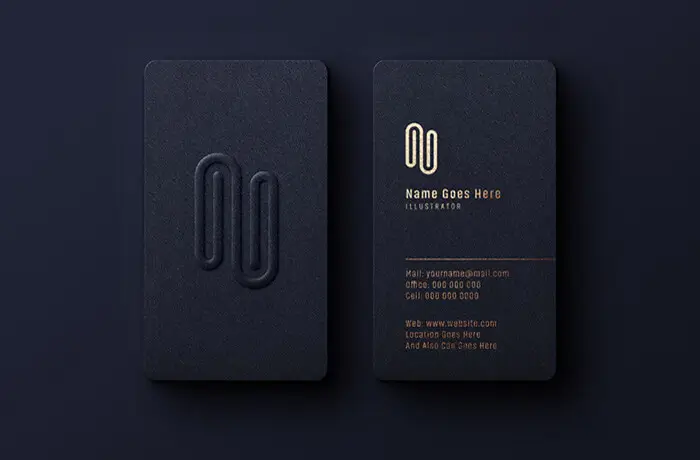 Name Goes Here
ILLUSTRATOR
Mail: yourname@mail.com
Office: 000 000 000
Cell: 000 000 0000
Web: www.website.com
Location Goes Here
And Also Can Goes Here